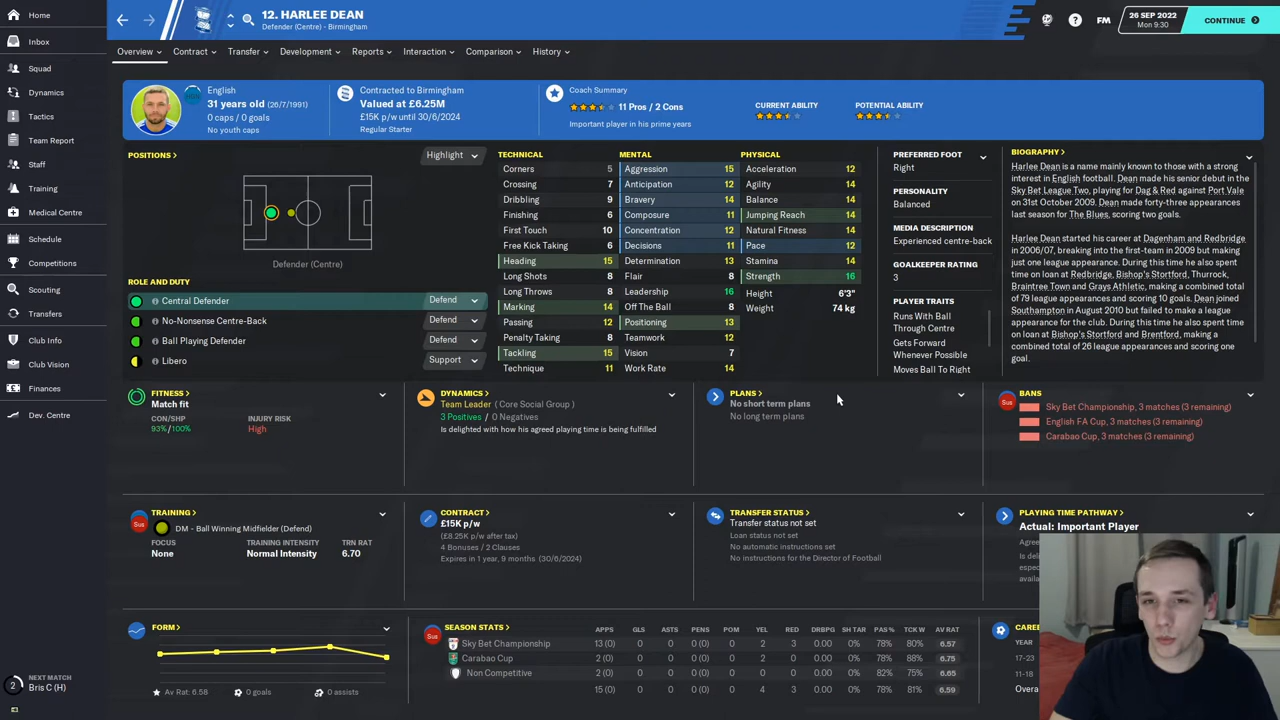 Home
12. HARLEE DEAN
Defender (Centre) - Birmingham
FM
26 SEP 2022
Mon 9:30
CONTINUE
Inbox
Overview
Contract
Transfer
Development
Reports
Interaction
Comparison
History
Squad
Dynamics
Tactics
Team Report
Staff
Training
Medical Centre
Schedule
Competitions
Scouting
Transfers
Club Info
Club Vision
Finances
Dev. Centre
NEXT MATCH
2 Bris C (H)
English
31 years old (26/7/1991)
0 caps / 0 goals
No youth caps
Contracted to Birmingham
Valued at £6.25M
£15K p/w until 30/6/2024
Regular Starter
Coach Summary
11 Pros / 2 Cons
Important player in his prime years
CURRENT ABILITY
POTENTIAL ABILITY
POSITIONS >
Highlight
Defender (Centre)
ROLE AND DUTY
Central Defender Defend
No-Nonsense Centre-Back Defend
Ball Playing Defender Defend
Libero Support
TECHNICAL
Corners 5
Crossing 7
Dribbling 9
Finishing 6
First Touch 10
Free Kick Taking 6
Heading 15
Long Shots 8
Long Throws 8
Marking 14
Passing 12
Penalty Taking 8
Tackling 15
Technique 11
MENTAL
Aggression 15
Anticipation 12
Bravery 14
Composure 11
Concentration 12
Decisions 11
Determination 13
Flair 8
Leadership 16
Off The Ball 8
Positioning 13
Teamwork 12
Vision 7
Work Rate 14
PHYSICAL
Acceleration 12
Agility 14
Balance 14
Jumping Reach 14
Natural Fitness 14
Pace 12
Stamina 14
Strength 16
Height 6'3"
Weight 74 kg
PREFERRED FOOT
Right
PERSONALITY
Balanced
MEDIA DESCRIPTION
Experienced centre-back
GOALKEEPER RATING
3
PLAYER TRAITS
Runs With Ball
Through Centre
Gets Forward
Whenever Possible
Moves Ball To Right
BIOGRAPHY >
Harlee Dean is a name mainly known to those with a strong
interest in English football. Dean made his senior debut in the
Sky Bet League Two, playing for Dag & Red against Port Vale
on 31st October 2009. Dean made forty-three appearances
last season for The Blues, scoring two goals.
Harlee Dean started his career at Dagenham and Redbridge
in 2006/07, breaking into the first-team in 2009 but making
just one league appearance. During this time he also spent
time on loan at Redbridge, Bishop's Stortford, Thurrock,
Braintree Town and Grays Athletic, making a combined total
of 79 league appearances and scoring 10 goals. Dean joined
Southampton in August 2010 but failed to make a league
appearance for the club. During this time he also spent time
on loan at Bishop's Stortford and Brentford, making a
combined total of 26 league appearances and scoring one
goal.
FITNESS >
Match fit
CON/SHP
93%/100%
INJURY RISK
High
DYNAMICS >
Team Leader ( Core Social Group )
3 Positives / 0 Negatives
Is delighted with how his agreed playing time is being fulfilled
PLANS >
No short term plans
No long term plans
Sus
BANS
Sky Bet Championship, 3 matches (3 remaining)
English FA Cup, 3 matches (3 remaining)
Carabao Cup, 3 matches (3 remaining)
Sus
TRAINING >
DM - Ball Winning Midfielder (Defend)
FOCUS
None
TRAINING INTENSITY
Normal Intensity
TRN RAT
6.70
CONTRACT >
£15K p/w
(£8.25K p/w after tax)
4 Bonuses / 2 Clauses
Expires in 1 year, 9 months (30/6/2024)
TRANSFER STATUS >
Transfer status not set
Loan status not set
No automatic instructions set
No instructions for the Director of Football
PLAYING TIME PATHWAY >
Actual: Important Player
FORM >
Av Rat: 6.58
0 goals
0 assists
Sus
SEASON STATS >
APPS GLS ASTS PENS POM YEL RED DRBPG SH TAR PAS% TCK W AV RAT
Sky Bet Championship 13 (0) 0 0 0 (0) 0 2 3 0.00 0% 78% 80% 6.57
Carabao Cup 2 (0) 0 0 0 (0) 0 2 0 0.00 0% 78% 88% 6.75
Non Competitive 2 (0) 0 0 0 (0) 0 0 0 0.00 0% 82% 75% 6.65
15 (0) 0 0 0 (0) 0 4 3 0.00 0% 78% 81% 6.59
YEAR
17-23
11-18